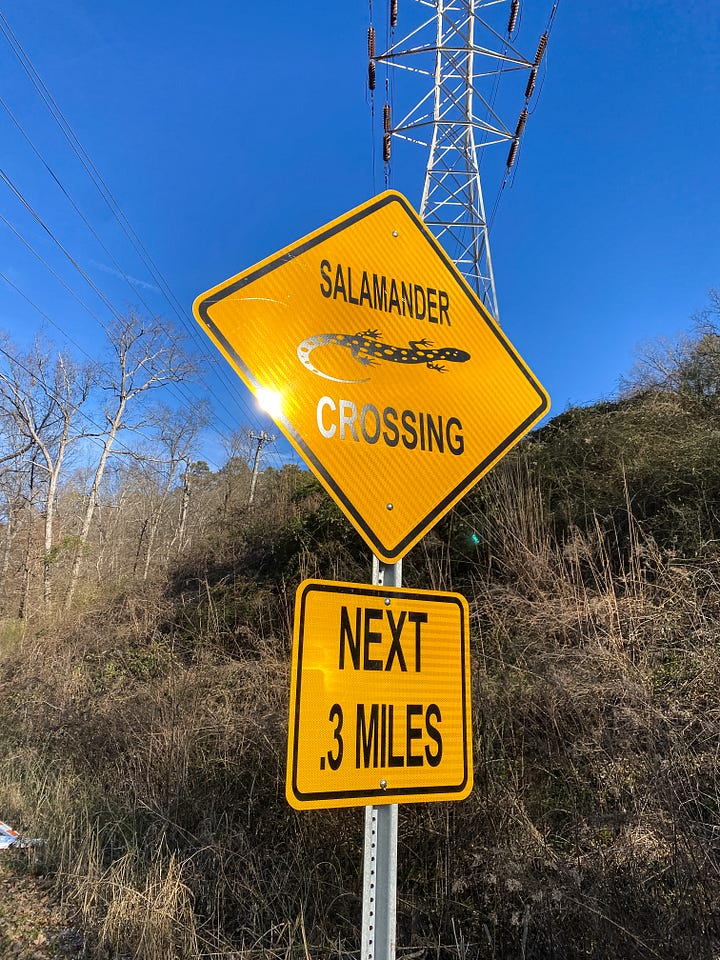 SALAMANDER
CROSSING
NEXT
.3 MILES